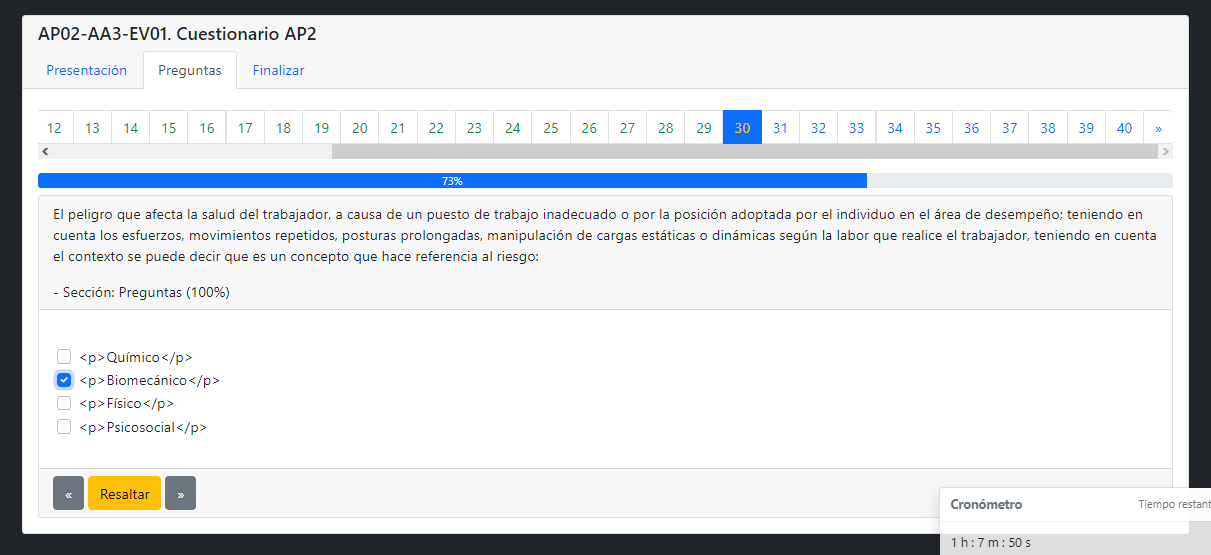 AP02-AA3-EV01. Cuestionario AP2
Presentación Preguntas Finalizar
12 13 14 15 16 17 18 19 20 21 22 23 24 25 26 27 28 29 30 31 32 33 34 35 36 37 38 39 40 »
73%
El peligro que afecta la salud del trabajador, a causa de un puesto de trabajo inadecuado o por la posición adoptada por el individuo en el área de desempeño; teniendo en
cuenta los esfuerzos, movimientos repetidos, posturas prolongadas, manipulación de cargas estáticas o dinámicas según la labor que realice el trabajador, teniendo en cuenta
el contexto se puede decir que es un concepto que hace referencia al riesgo:
- Sección: Preguntas (100%)
<p>Químico</p>
<p>Biomecánico</p>
<p>Físico</p>
<p>Psicosocial</p>
« Resaltar »
Cronómetro Tiempo restant
1 h : 7 m : 50 s